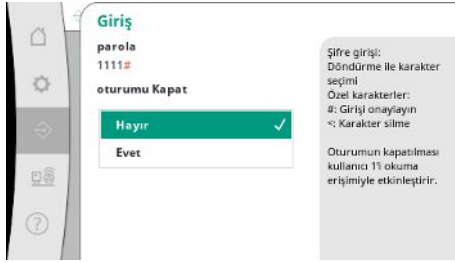 Giriş
parola
1111#
oturumu Kapat
Hayır
Evet
Şifre girişi:
Döndürme ile karakter
seçimi
Özel karakterler:
#: Girişi onaylayın
<: Karakter silme
Oturumun kapatılması
kullanıcı 1'i okuma
erişimiyle etkinleştirir.